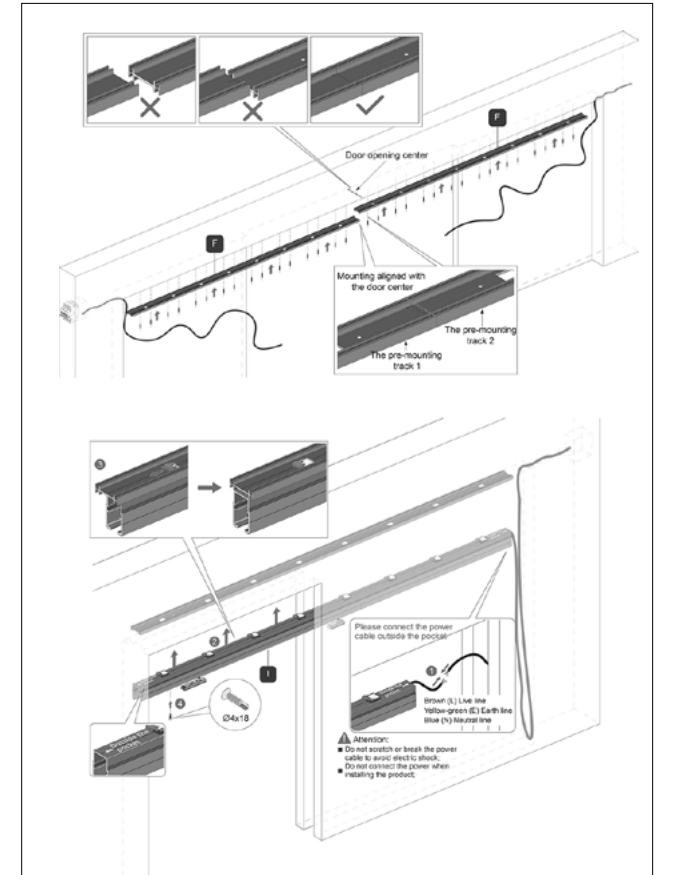 Door opening center
F
F
Mounting aligned with
the door center
The pre-mounting
track 2
The pre-mounting
track 1
3
2
Please connect the power
cable outside the pocket
1
I
4
Ø4x18
Brown (L) Live line
Yellow-green (E) Earth line
Blue (N) Neutral line
Outside the
pocket
Attention:
Do not scratch or break the power
cable to avoid electric shock;
Do not connect the power when
installing the product;